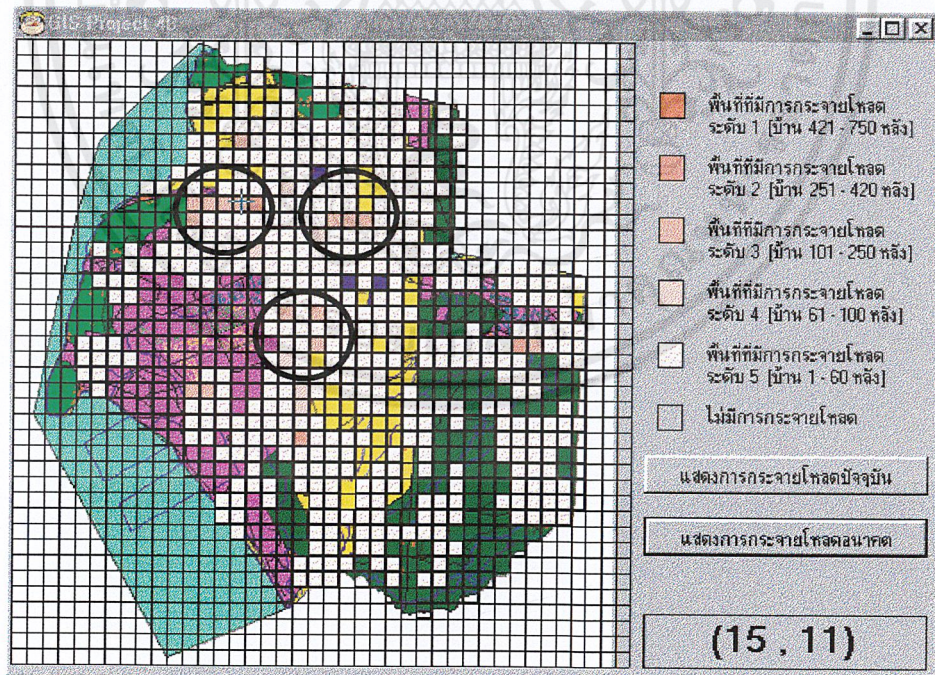 GIS Project 4B
พื้นที่ที่มีการกระจายโหลด
ระดับ 1 [บ้าน 421 - 750 หลัง]
พื้นที่ที่มีการกระจายโหลด
ระดับ 2 [บ้าน 251 - 420 หลัง]
พื้นที่ที่มีการกระจายโหลด
ระดับ 3 [บ้าน 101 - 250 หลัง]
พื้นที่ที่มีการกระจายโหลด
ระดับ 4 [บ้าน 61 - 100 หลัง]
พื้นที่ที่มีการกระจายโหลด
ระดับ 5 [บ้าน 1 - 60 หลัง]
ไม่มีการกระจายโหลด
แสดงการกระจายโหลดปัจจุบัน
แสดงการกระจายโหลดอนาคต
(15 , 11)